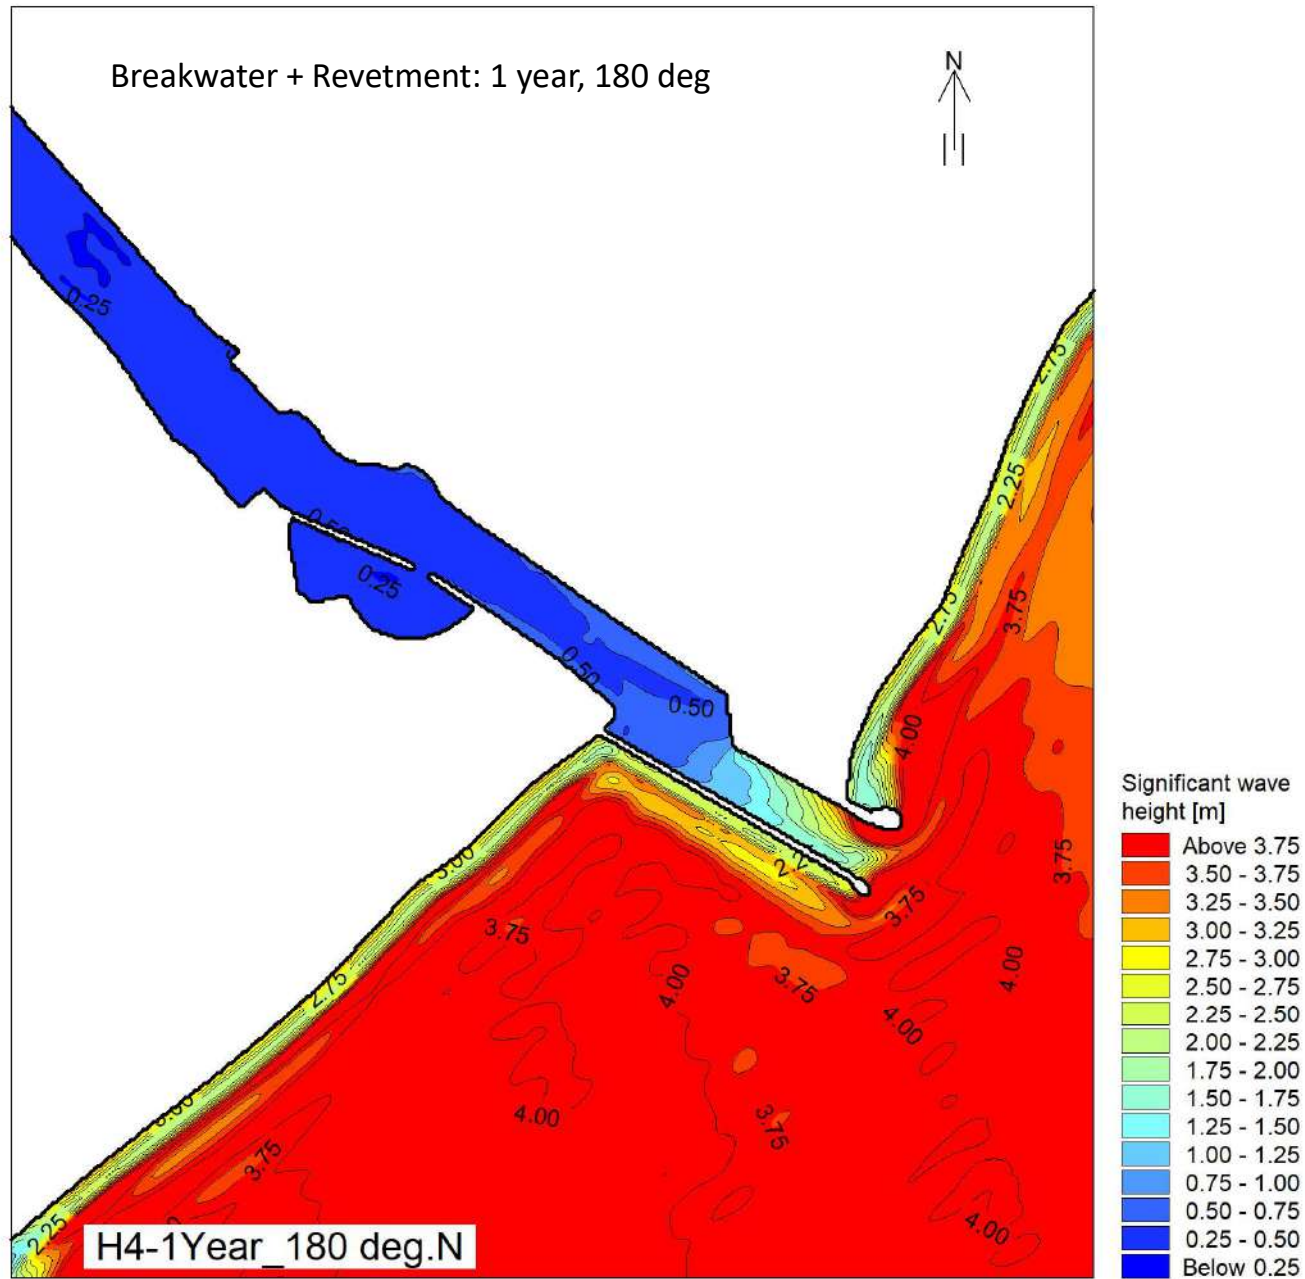 Breakwater + Revetment: 1 year, 180 deg
N
0.25
2.75
2.25
0.50
0.25
2.75
3.75
0.50
0.50
4.00
2.25
3.00
3.75
3.75
3.75
4.00
3.75
4.00
2.75
4.00
3.00
4.00
3.75
3.75
4.00
2.25
H4-1Year_180 deg.N
Significant wave
height [m]
Above 3.75
3.50 - 3.75
3.25 - 3.50
3.00 - 3.25
2.75 - 3.00
2.50 - 2.75
2.25 - 2.50
2.00 - 2.25
1.75 - 2.00
1.50 - 1.75
1.25 - 1.50
1.00 - 1.25
0.75 - 1.00
0.50 - 0.75
0.25 - 0.50
Below 0.25